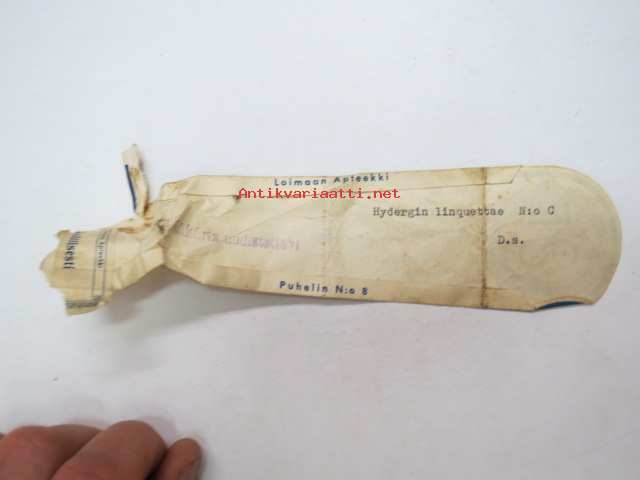 Loimaan Apteekki
Antikvariaatti.net
Hydergin linquettae N:o C
D.s.
Puhelin N:o 8